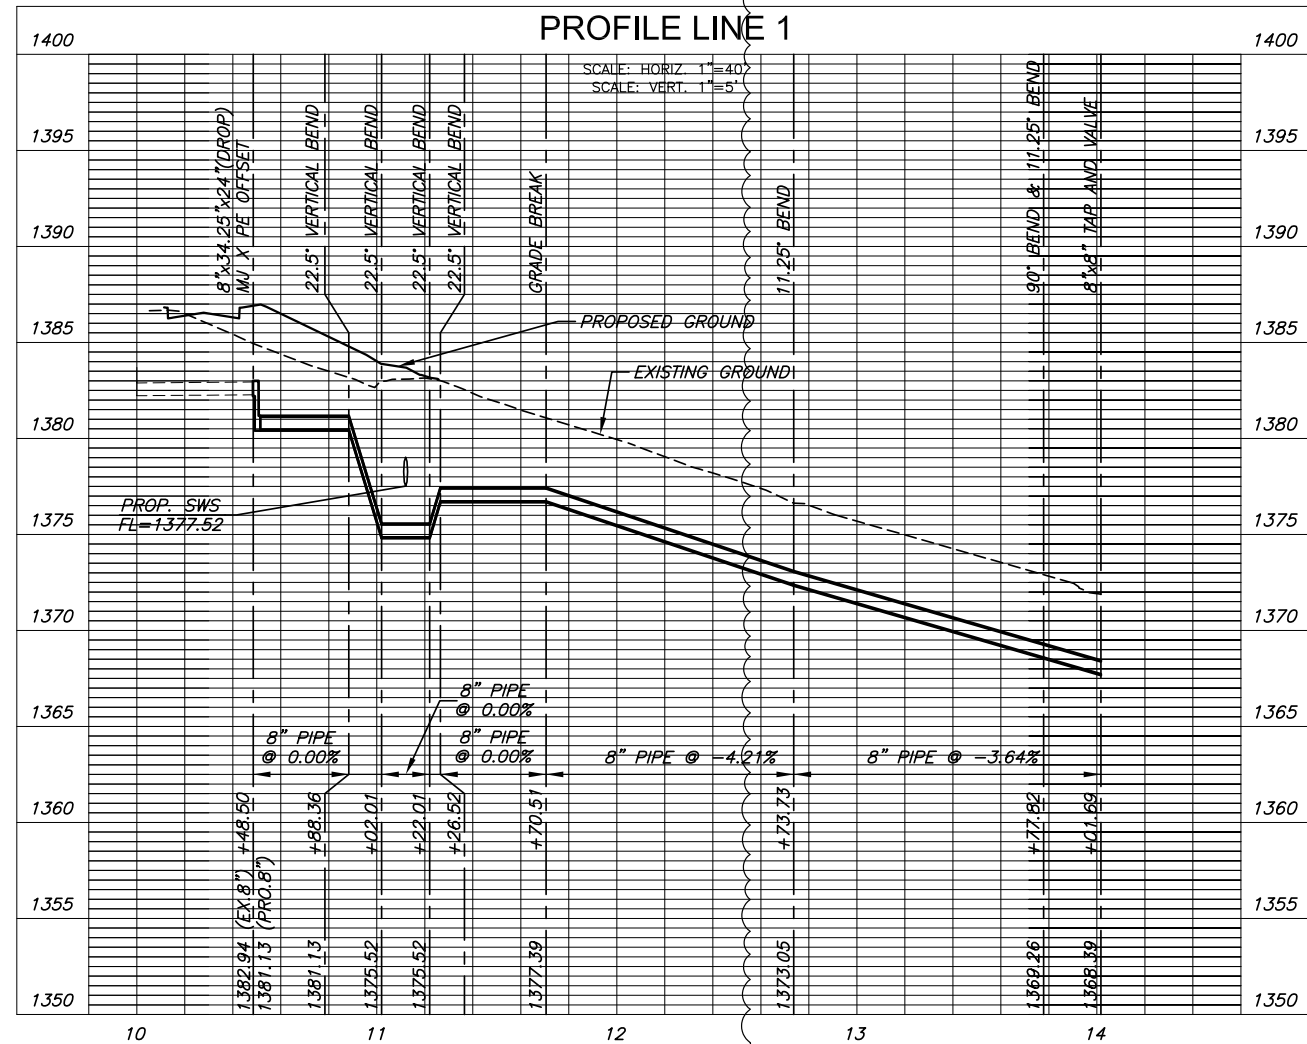 PROFILE LINE 1
SCALE: HORIZ. 1"=40'
SCALE: VERT. 1"=5'
1400
1400
1395
1395
1390
1390
1385
1385
1380
1380
1375
1375
1370
1370
1365
1365
1360
1360
1355
1355
1350
1350
8"x34.25"x24"(DROP)
MJ X PE OFFSET
22.5° VERTICAL BEND
22.5° VERTICAL BEND
22.5° VERTICAL BEND
22.5° VERTICAL BEND
GRADE BREAK
11.25° BEND
90° BEND & 11.25° BEND
8"x8" TAP AND VALVE
PROPOSED GROUND
EXISTING GROUND
PROP. SWS
FL=1377.52
8" PIPE
@ 0.00%
8" PIPE
@ 0.00%
8" PIPE
@ 0.00%
8" PIPE @ -4.21%
8" PIPE @ -3.64%
+48.50
+88.36
+02.01
+22.01
+26.52
+70.51
+73.73
+77.82
+01.69
1382.94 (EX.8")
1381.13 (PRO.8")
1381.13
1375.52
1375.52
1377.39
1373.05
1369.26
1368.39
10
11
12
13
14